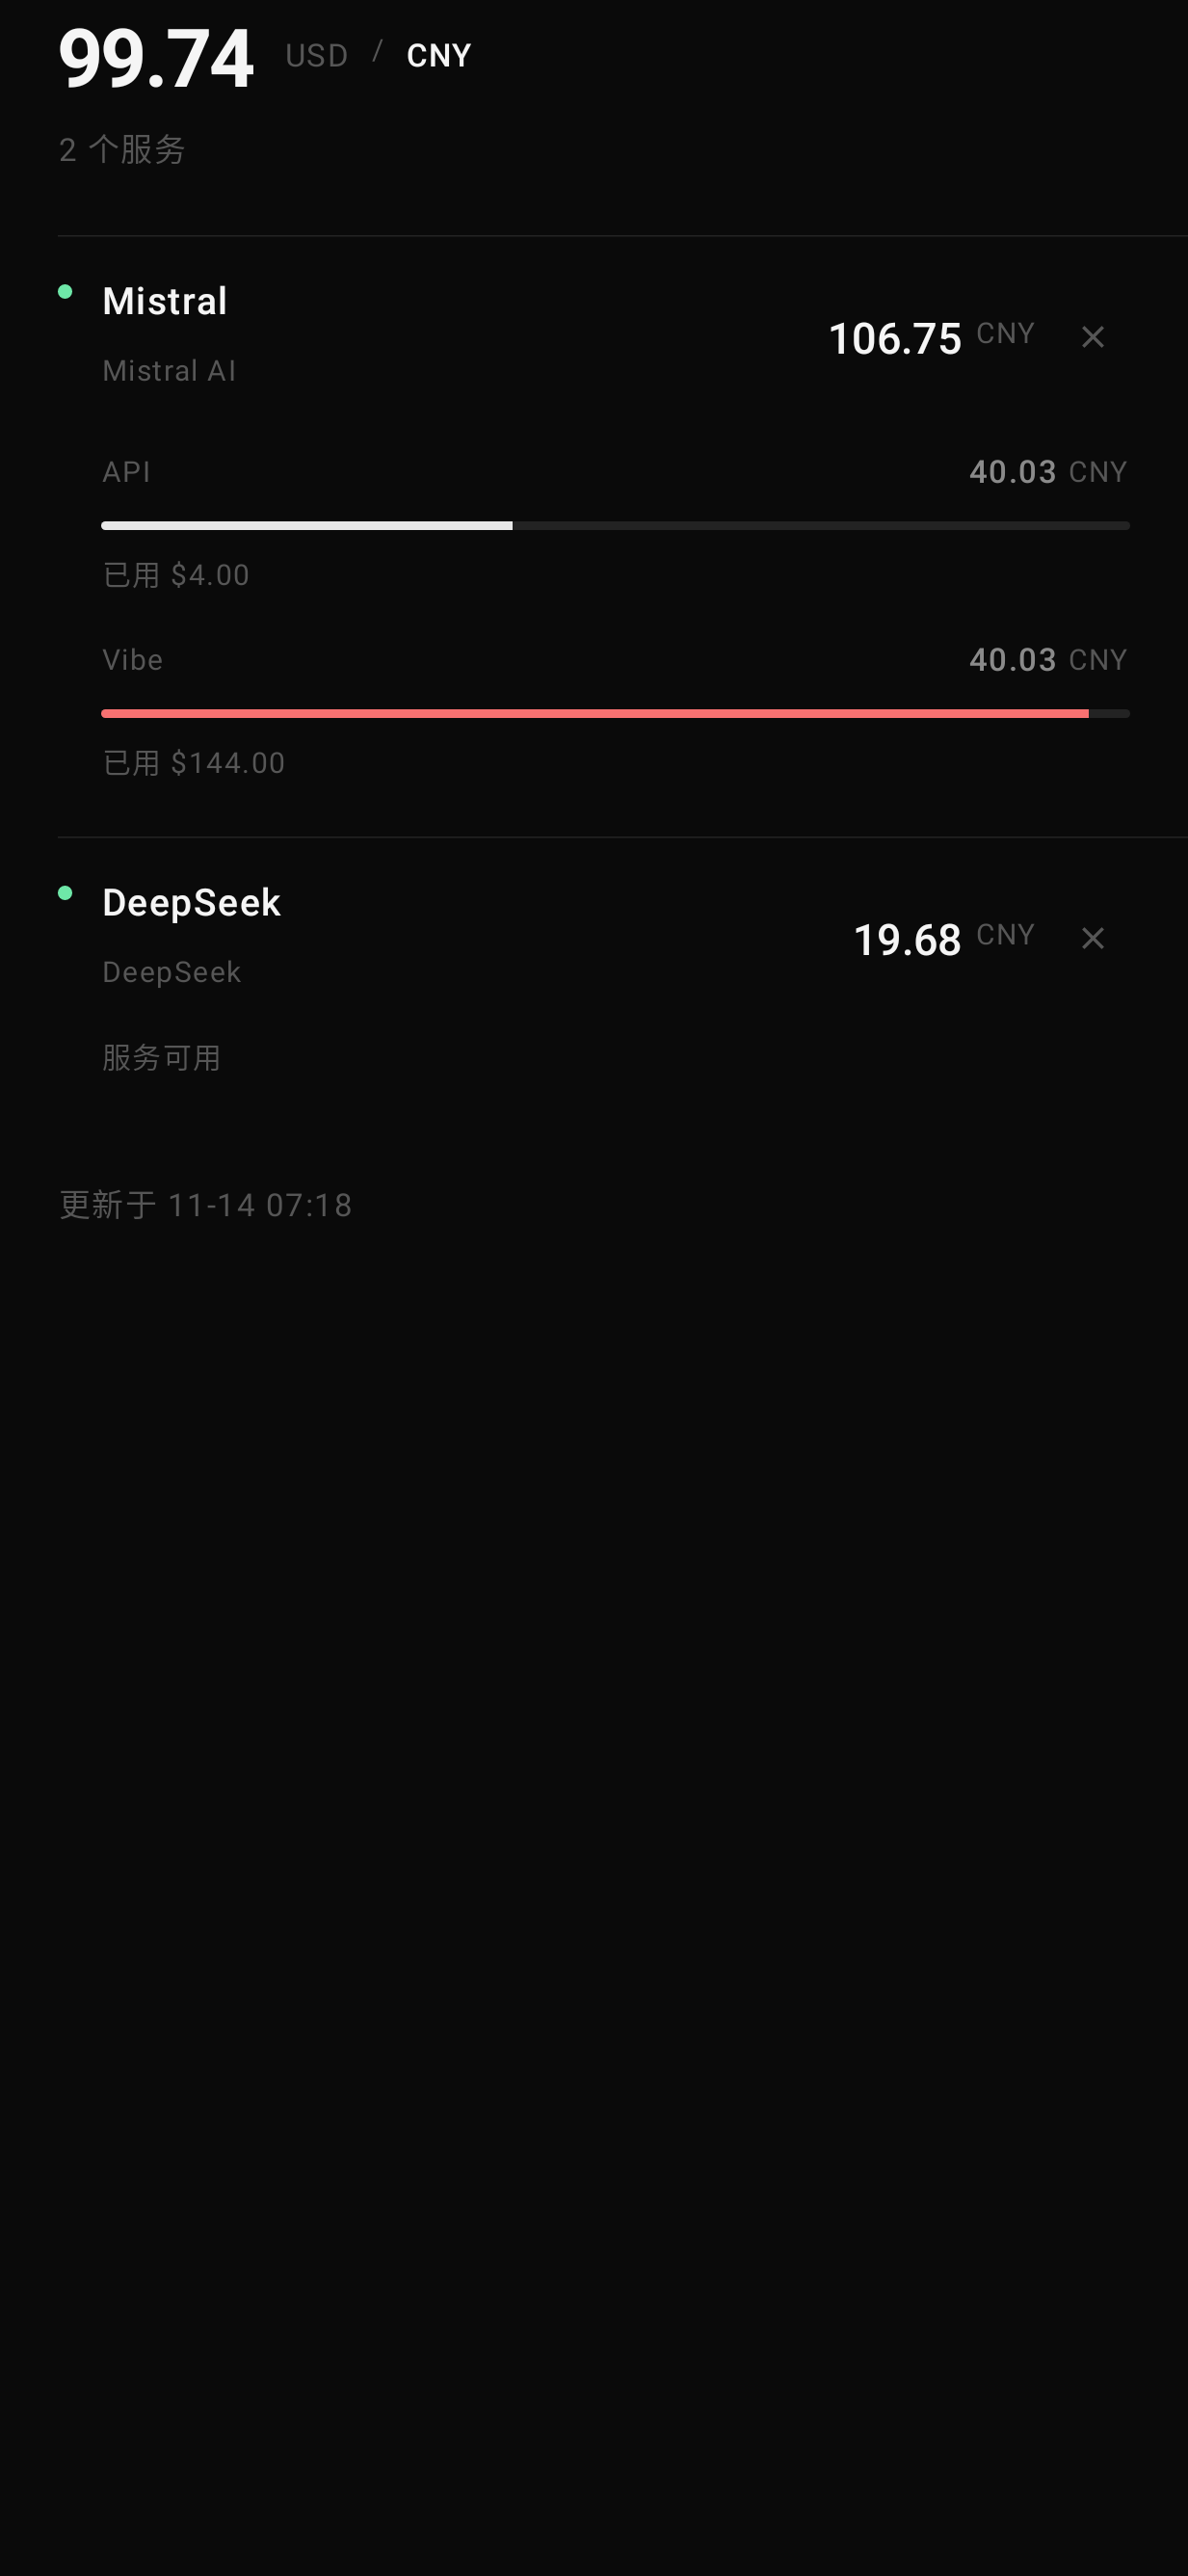 99.74 USD / CNY
2 个服务
Mistral
106.75 CNY ×
Mistral AI
API 40.03 CNY
已用 $4.00
Vibe 40.03 CNY
已用 $144.00
DeepSeek
19.68 CNY ×
DeepSeek
服务可用
更新于 11-14 07:18